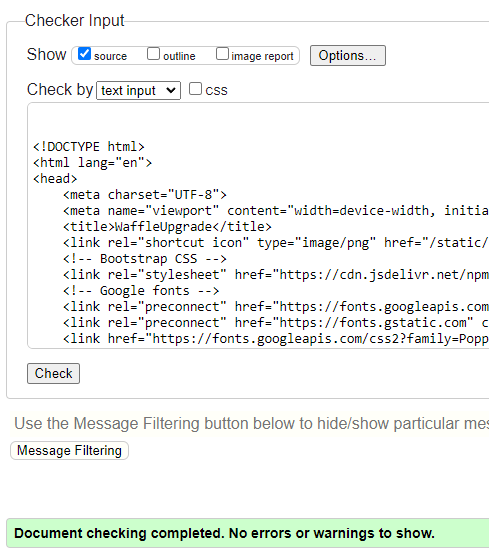 Checker Input
Show source outline image report Options...
Check by text input css
<!DOCTYPE html>
<html lang="en">
<head>
<meta charset="UTF-8">
<meta name="viewport" content="width=device-width, initia
<title>WaffleUpgrade</title>
<link rel="shortcut icon" type="image/png" href="/static/
<!-- Bootstrap CSS -->
<link rel="stylesheet" href="https://cdn.jsdelivr.net/npm
<!-- Google fonts -->
<link rel="preconnect" href="https://fonts.googleapis.com
<link rel="preconnect" href="https://fonts.gstatic.com" c
<link href="https://fonts.googleapis.com/css2?family=Popp
Check
Use the Message Filtering button below to hide/show particular mes
Message Filtering
Document checking completed. No errors or warnings to show.